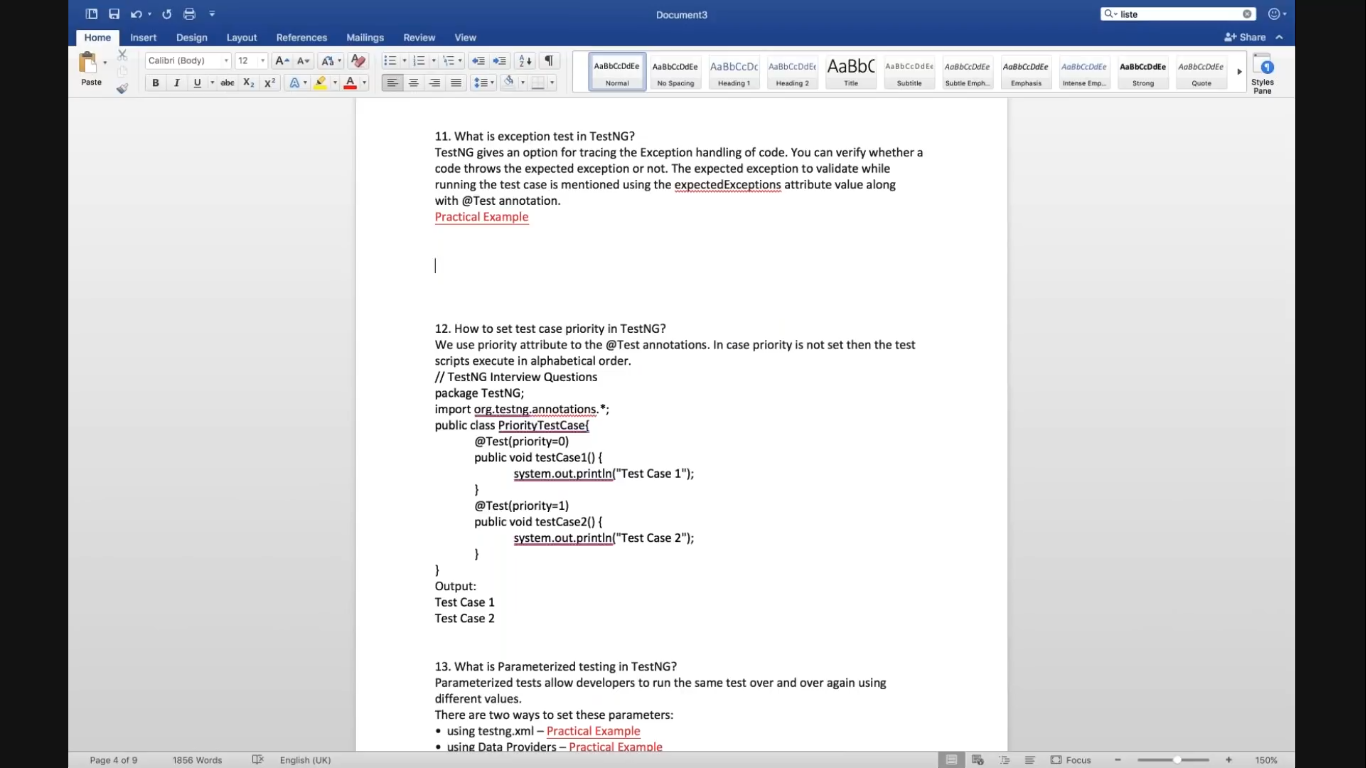 Document3
liste
Home Insert Design Layout References Mailings Review View
Share
Paste
Calibri (Body) 12
AaBbCcDdEe AaBbCcDdEe AaBbCcDc AaBbCcDdEe AaBbC AaBbCcDdEe AaBbCcDdEe AaBbCcDdEe AaBbCcDdEe AaBbCcDdEe AaBbCcDdEe
Normal No Spacing Heading 1 Heading 2 Title Subtitle Subtle Emph... Emphasis Intense Emp... Strong Quote
Styles
Pane
B I U abc X₂ X² A A
11. What is exception test in TestNG?
TestNG gives an option for tracing the Exception handling of code. You can verify whether a
code throws the expected exception or not. The expected exception to validate while
running the test case is mentioned using the expectedExceptions attribute value along
with @Test annotation.
Practical Example
12. How to set test case priority in TestNG?
We use priority attribute to the @Test annotations. In case priority is not set then the test
scripts execute in alphabetical order.
// TestNG Interview Questions
package TestNG;
import org.testng.annotations.*;
public class PriorityTestCase{
@Test(priority=0)
public void testCase1() {
system.out.println("Test Case 1");
}
@Test(priority=1)
public void testCase2() {
system.out.println("Test Case 2");
}
}
Output:
Test Case 1
Test Case 2
13. What is Parameterized testing in TestNG?
Parameterized tests allow developers to run the same test over and over again using
different values.
There are two ways to set these parameters:
• using testng.xml – Practical Example
• using Data Providers – Practical Example
Page 4 of 9 1856 Words English (UK) Focus 150%